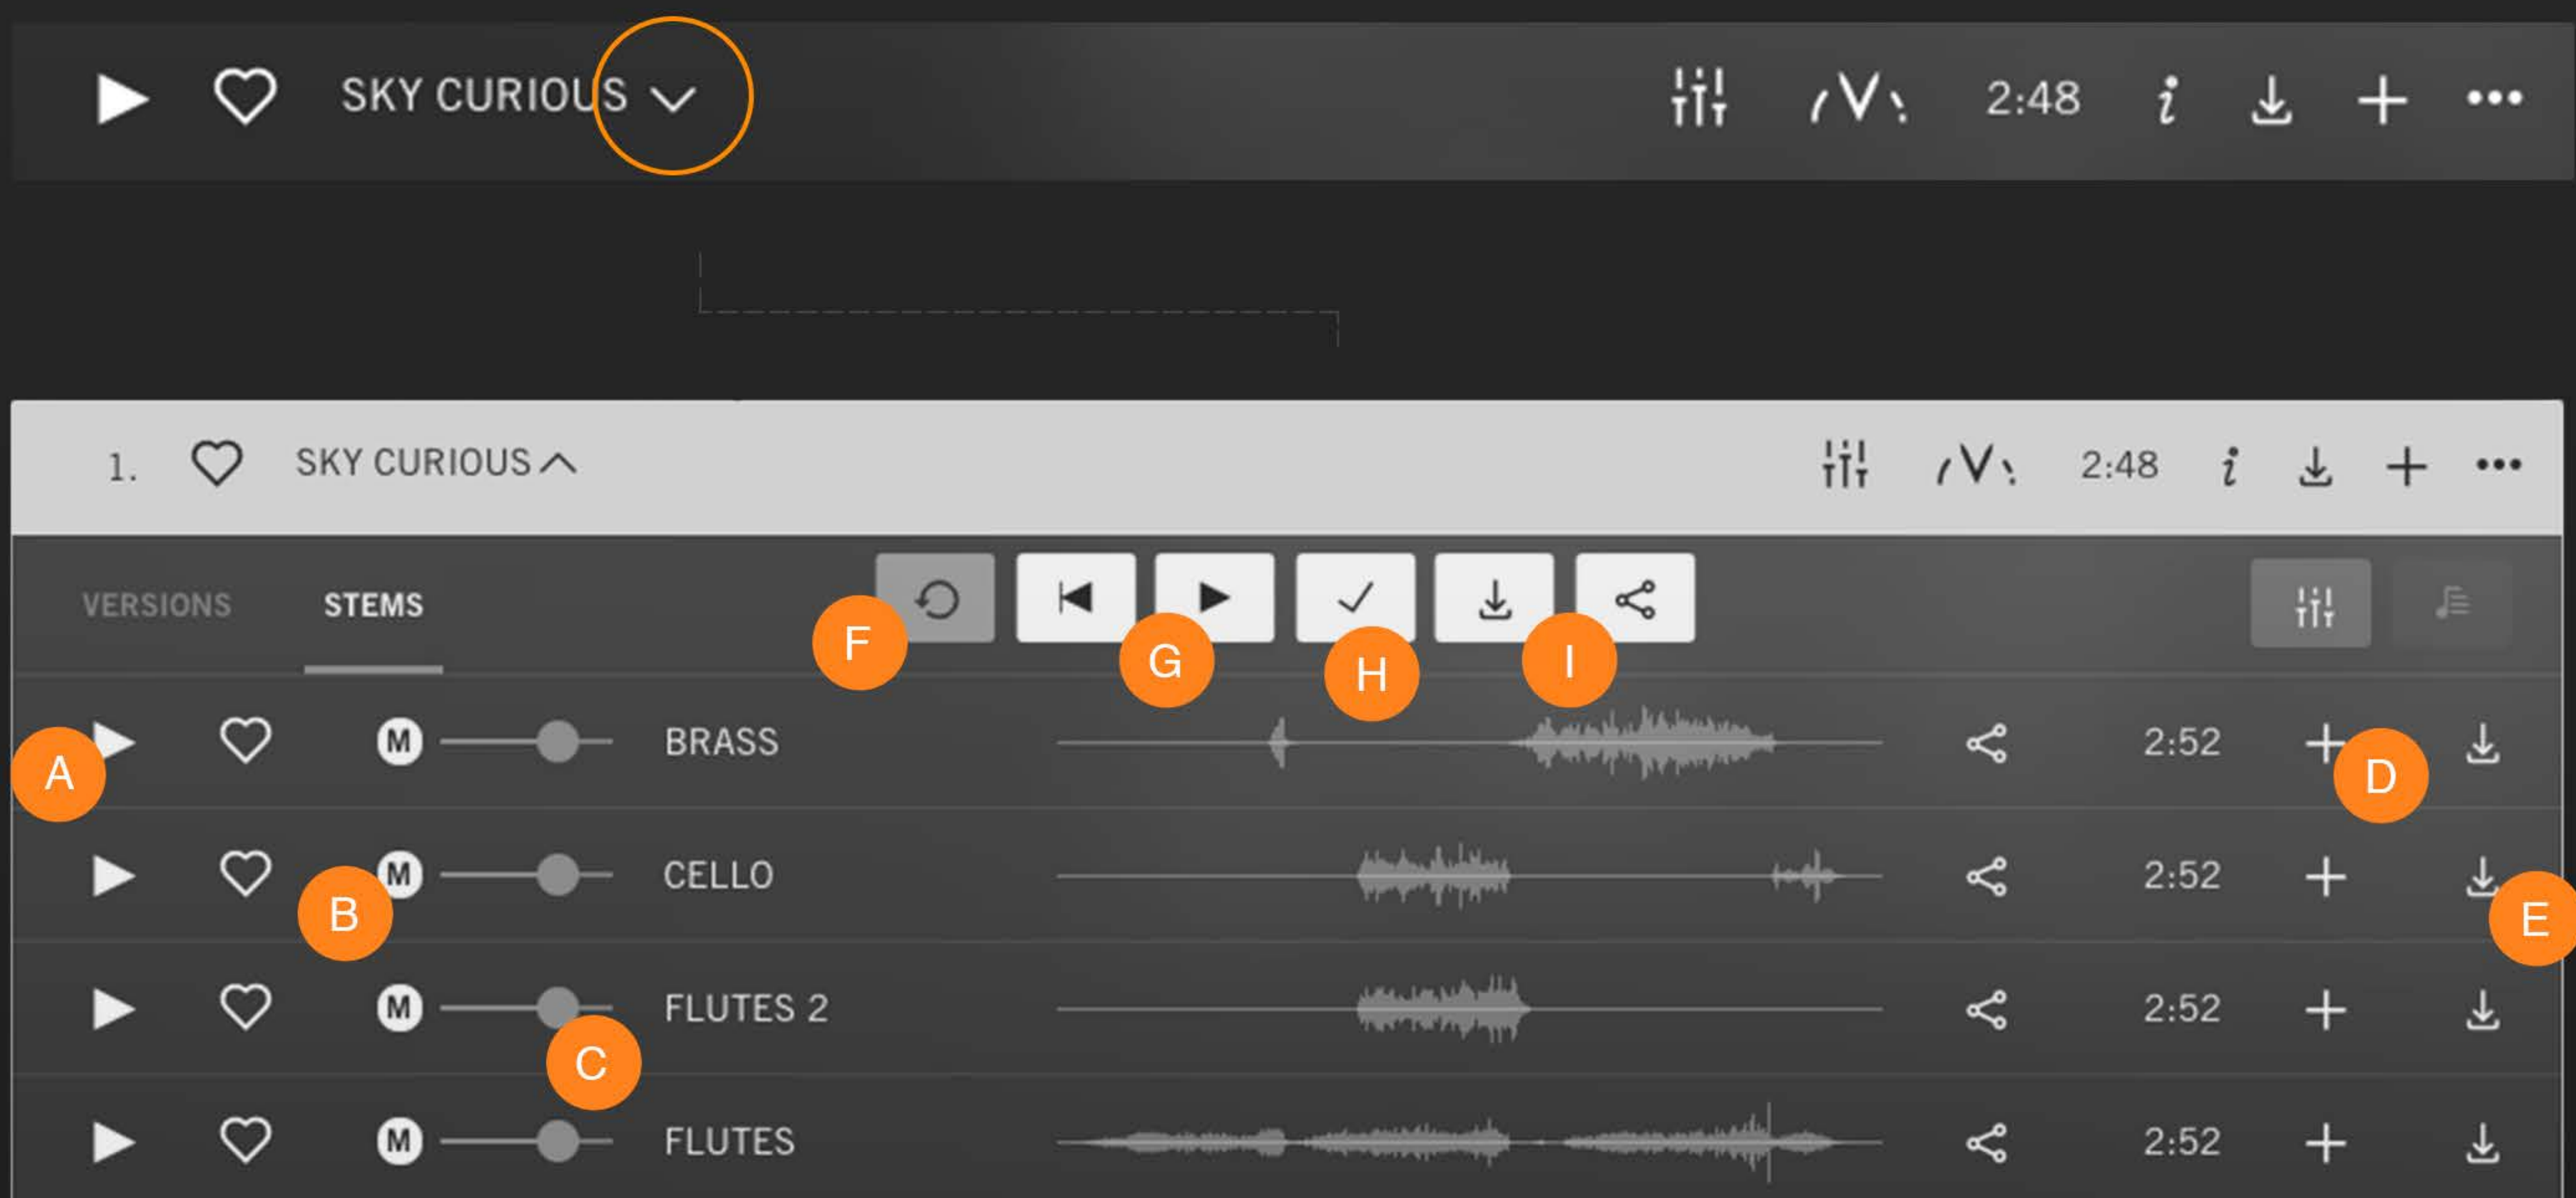 SKY CURIOUS 2:48 i
1. SKY CURIOUS 2:48 i
VERSIONS STEMS
F G H I
A M BRASS 2:52 D
B M CELLO 2:52 E
M FLUTES 2 2:52
C
M FLUTES 2:52